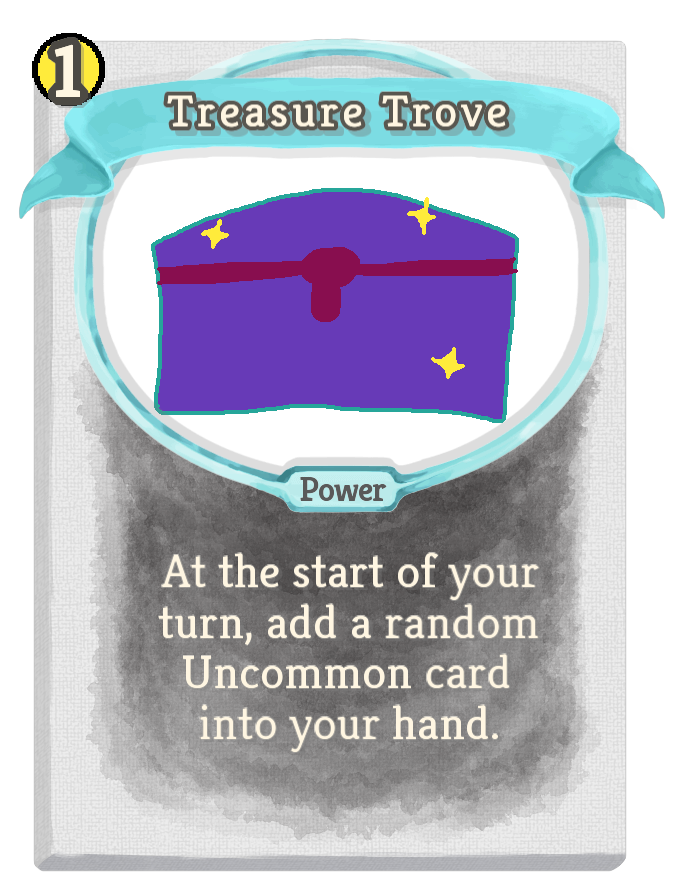 1
Treasure Trove
Power
At the start of your
turn, add a random
Uncommon card
into your hand.